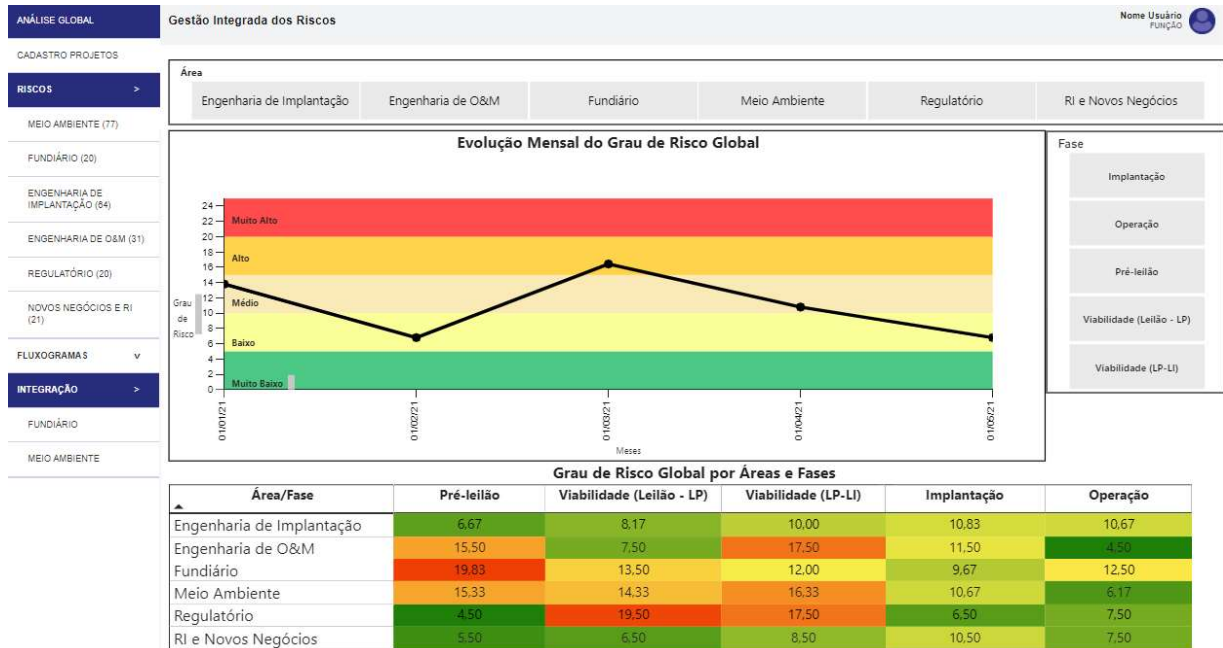 ANÁLISE GLOBAL
Gestão Integrada dos Riscos
Nome Usuário
FUNÇÃO
CADASTRO PROJETOS
RISCOS >
MEIO AMBIENTE (77)
FUNDIÁRIO (20)
ENGENHARIA DE
IMPLANTAÇÃO (64)
ENGENHARIA DE O&M (31)
REGULATÓRIO (20)
NOVOS NEGÓCIOS E RI
(21)
FLUXOGRAMAS v
INTEGRAÇÃO >
FUNDIÁRIO
MEIO AMBIENTE
Área
Engenharia de Implantação Engenharia de O&M Fundiário Meio Ambiente Regulatório RI e Novos Negócios
Evolução Mensal do Grau de Risco Global
24
22 Muito Alto
20
18 Alto
16
14
12 Médio
10
8
6 Baixo
4
2
0 Muito Baixo
Grau
de
Risco
01/01/21 01/02/21 01/03/21 01/04/21 01/05/21
Meses
Fase
Implantação
Operação
Pré-leilão
Viabilidade (Leilão - LP)
Viabilidade (LP-LI)
Grau de Risco Global por Áreas e Fases
Área/Fase Pré-leilão Viabilidade (Leilão - LP) Viabilidade (LP-LI) Implantação Operação
Engenharia de Implantação 6,67 8,17 10,00 10,83 10,67
Engenharia de O&M 15,50 7,50 17,50 11,50 4,50
Fundiário 19,83 13,50 12,00 9,67 12,50
Meio Ambiente 15,33 14,33 16,33 10,67 6,17
Regulatório 4,50 19,50 17,50 6,50 7,50
RI e Novos Negócios 5,50 6,50 8,50 10,50 7,50